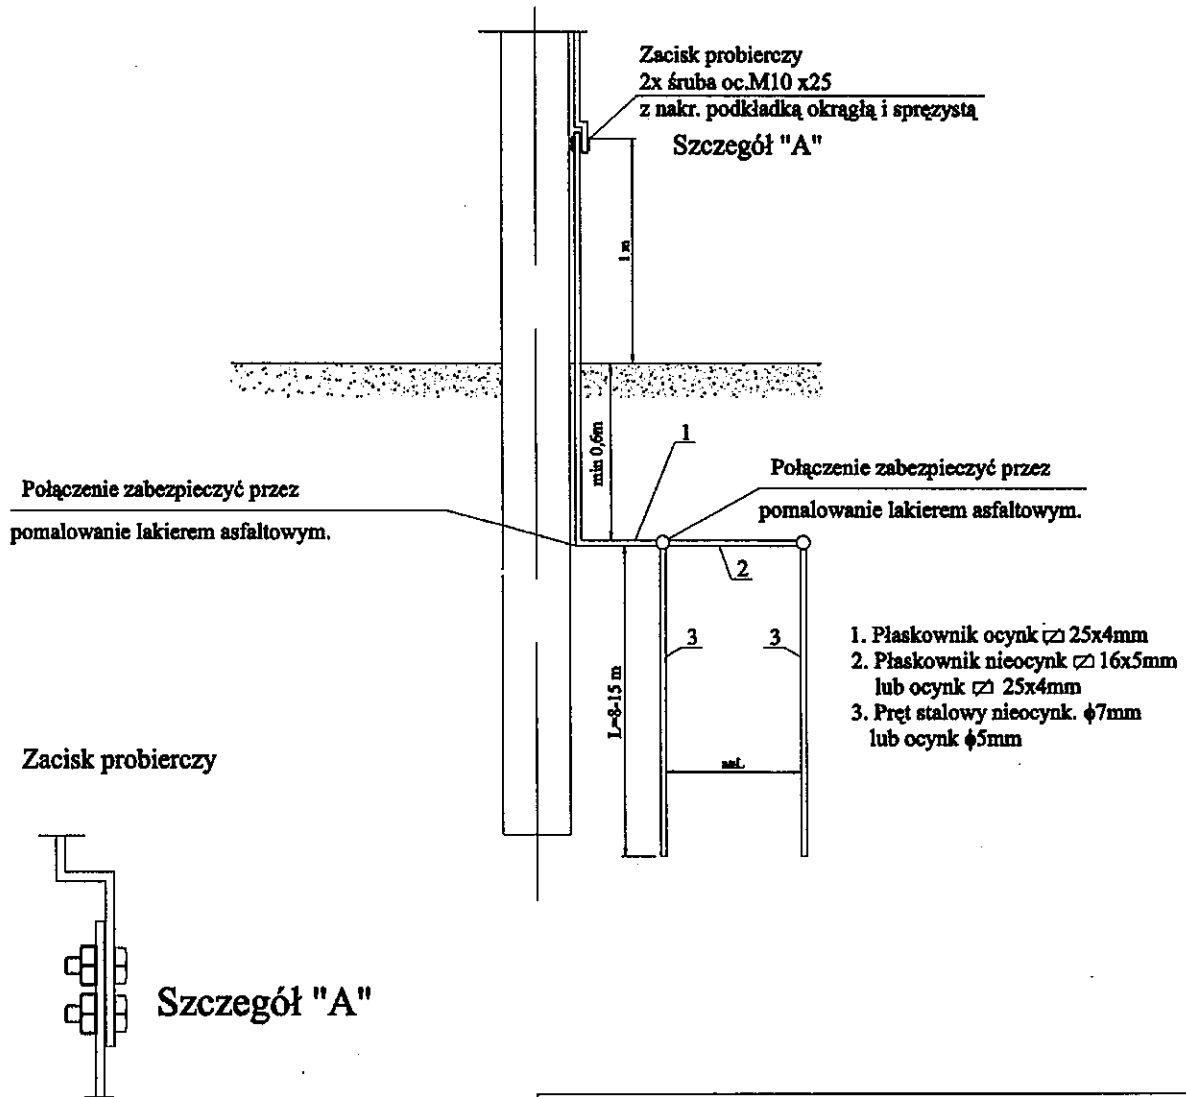 Zacisk probierczy
2x śruba oc.M10 x25
z nakr. podkładką okrągłą i spręzystą
Szczegół "A"
1 m
min 0,6m
1
Połączenie zabezpieczyć przez
pomalowanie lakierem asfaltowym.
Połączenie zabezpieczyć przez
pomalowanie lakierem asfaltowym.
2
3
3
L=8-15 m
1. Płaskownik ocynk 25x4mm
2. Płaskownik nieocynk 16x5mm
lub ocynk 25x4mm
3. Pręt stalowy nieocynk. ϕ7mm
lub ocynk ϕ5mm
Zacisk probierczy
Szczegół "A"